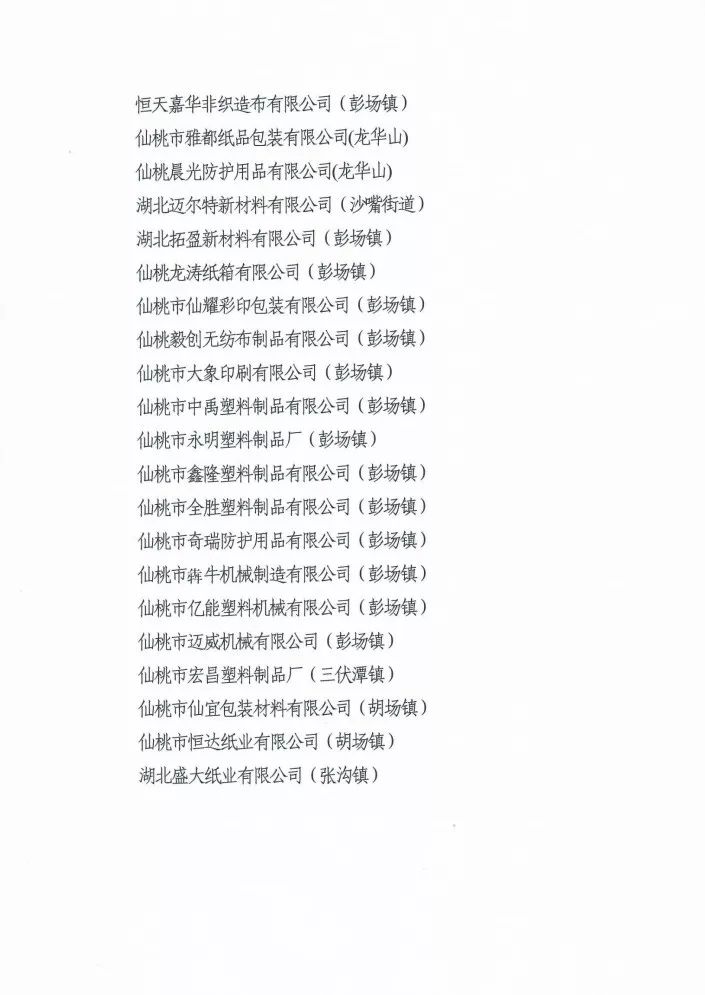 恒天嘉华非织造布有限公司（彭场镇）
仙桃市雅都纸品包装有限公司(龙华山)
仙桃晨光防护用品有限公司(龙华山)
湖北迈尔特新材料有限公司（沙嘴街道）
湖北拓盈新材料有限公司（彭场镇）
仙桃龙涛纸箱有限公司（彭场镇）
仙桃市仙耀彩印包装有限公司（彭场镇）
仙桃毅创无纺布制品有限公司（彭场镇）
仙桃市大象印刷有限公司（彭场镇）
仙桃市中禹塑料制品有限公司（彭场镇）
仙桃市永明塑料制品厂（彭场镇）
仙桃市鑫隆塑料制品有限公司（彭场镇）
仙桃市全胜塑料制品有限公司（彭场镇）
仙桃市奇瑞防护用品有限公司（彭场镇）
仙桃市犇牛机械制造有限公司（彭场镇）
仙桃市亿能塑料机械有限公司（彭场镇）
仙桃市迈威机械有限公司（彭场镇）
仙桃市宏昌塑料制品厂（三伏潭镇）
仙桃市仙宜包装材料有限公司（胡场镇）
仙桃市恒达纸业有限公司（胡场镇）
湖北盛大纸业有限公司（张沟镇）